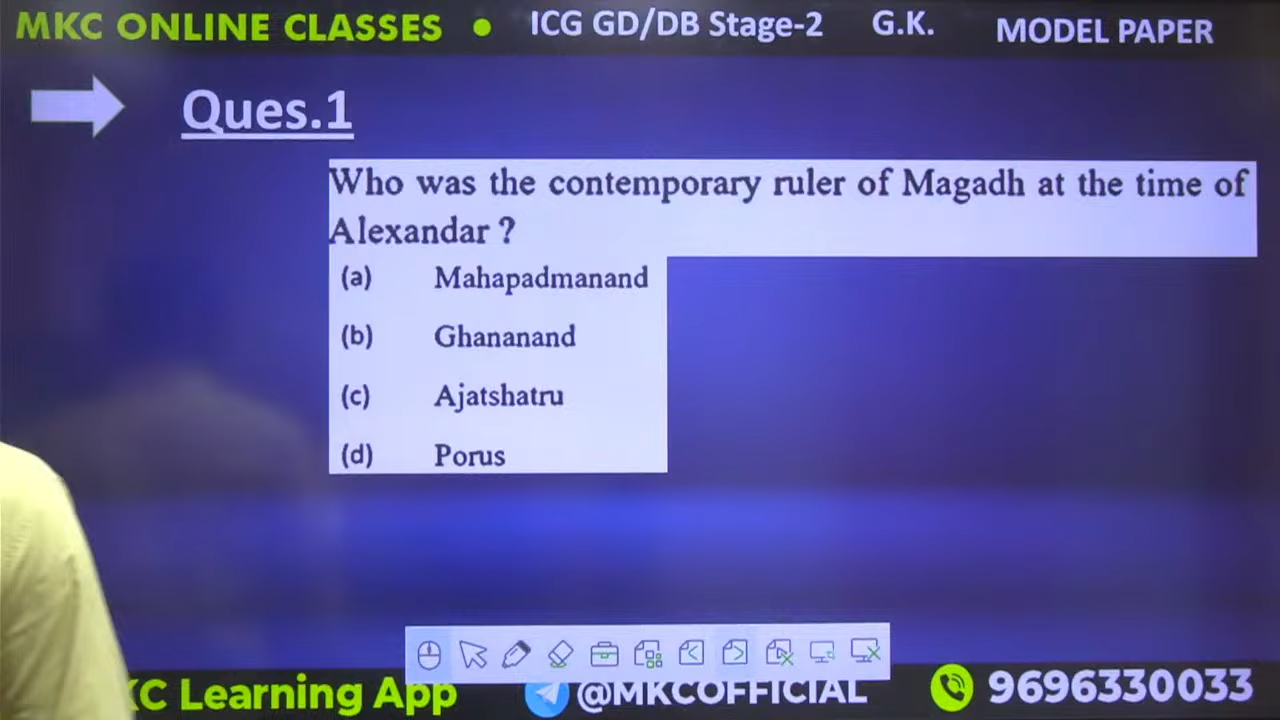 MKC ONLINE CLASSES ● ICG GD/DB Stage-2 G.K. MODEL PAPER
Ques.1
Who was the contemporary ruler of Magadh at the time of
Alexandar ?
(a) Mahapadmanand
(b) Ghananand
(c) Ajatshatru
(d) Porus
KC Learning App @MKCOFFICIAL 9696330033